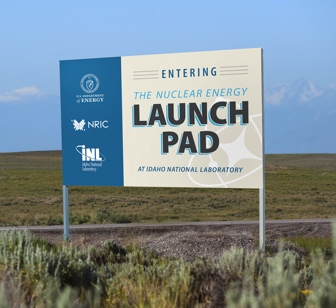 U.S. DEPARTMENT
of ENERGY
NRIC
INL
Idaho National
Laboratory
ENTERING
THE NUCLEAR ENERGY
LAUNCH
PAD
AT IDAHO NATIONAL LABORATORY